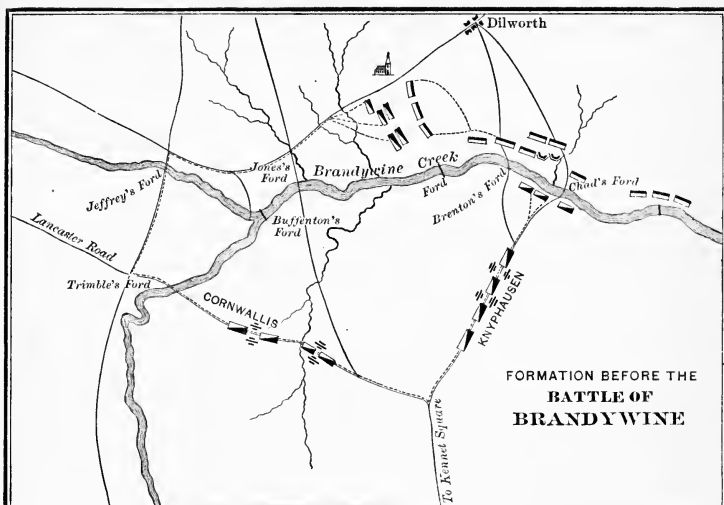 Dilworth
Jones's
Ford
Brandywine Creek
Ford
Jeffrey's Ford
Chad's Ford
Brenton's Ford
Buffenton's
Ford
Lancaster Road
Trimble's Ford
CORNWALLIS
KNYPHAUSEN
FORMATION BEFORE THE
BATTLE OF
BRANDYWINE
To Kennet Square